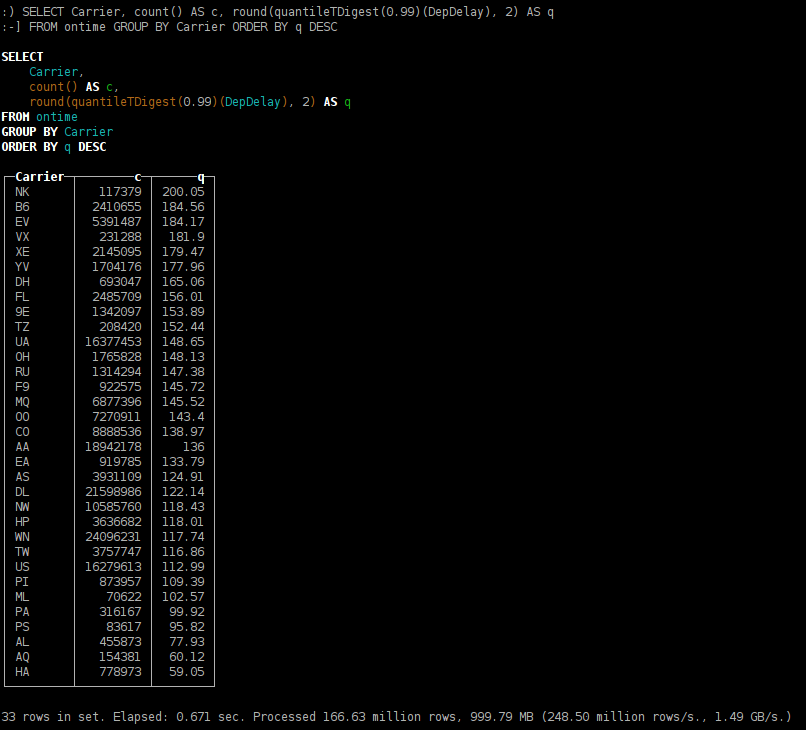 :) SELECT Carrier, count() AS c, round(quantileTDigest(0.99)(DepDelay), 2) AS q
:-] FROM ontime GROUP BY Carrier ORDER BY q DESC
SELECT
Carrier,
count() AS c,
round(quantileTDigest(0.99)(DepDelay), 2) AS q
FROM ontime
GROUP BY Carrier
ORDER BY q DESC
Carrier c q
NK 117379 200.05
B6 2410655 184.56
EV 5391487 184.17
VX 231288 181.9
XE 2145095 179.47
YV 1704176 177.96
DH 693047 165.06
FL 2485709 156.01
9E 1342097 153.89
TZ 208420 152.44
UA 16377453 148.65
OH 1765828 148.13
RU 1314294 147.38
F9 922575 145.72
MQ 6877396 145.52
OO 7270911 143.4
CO 8888536 138.97
AA 18942178 136
EA 919785 133.79
AS 3931109 124.91
DL 21598986 122.14
NW 10585760 118.43
HP 3636682 118.01
WN 24096231 117.74
TW 3757747 116.86
US 16279613 112.99
PI 873957 109.39
ML 70622 102.57
PA 316167 99.92
PS 83617 95.82
AL 455873 77.93
AQ 154381 60.12
HA 778973 59.05
33 rows in set. Elapsed: 0.671 sec. Processed 166.63 million rows, 999.79 MB (248.50 million rows/s., 1.49 GB/s.)